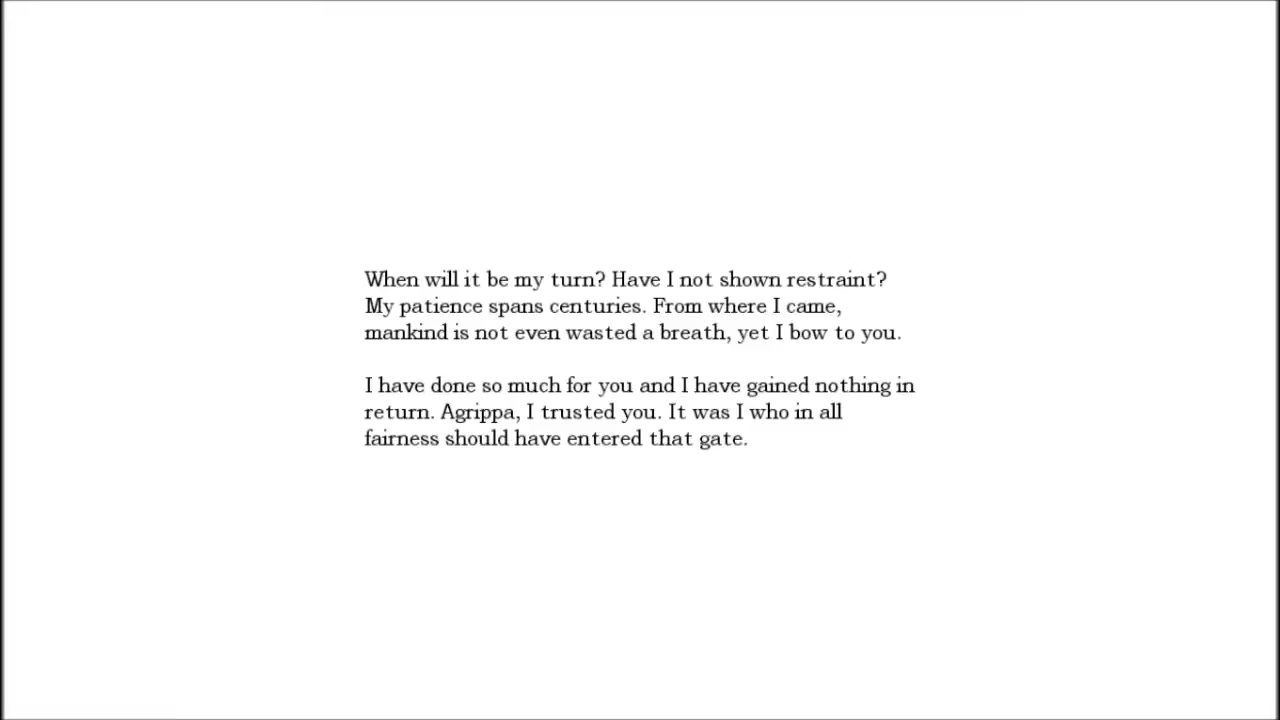 When will it be my turn? Have I not shown restraint?
My patience spans centuries. From where I came,
mankind is not even wasted a breath, yet I bow to you.
I have done so much for you and I have gained nothing in
return. Agrippa, I trusted you. It was I who in all
fairness should have entered that gate.